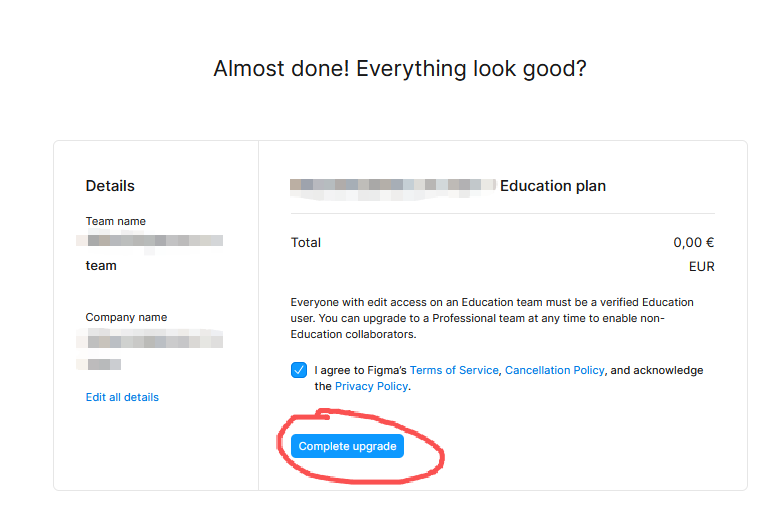 Almost done! Everything look good?
Details
Team name
team
Company name
Edit all details
Education plan
Total
0,00 €
EUR
Everyone with edit access on an Education team must be a verified Education
user. You can upgrade to a Professional team at any time to enable non-
Education collaborators.
I agree to Figma's Terms of Service, Cancellation Policy, and acknowledge
the Privacy Policy.
Complete upgrade